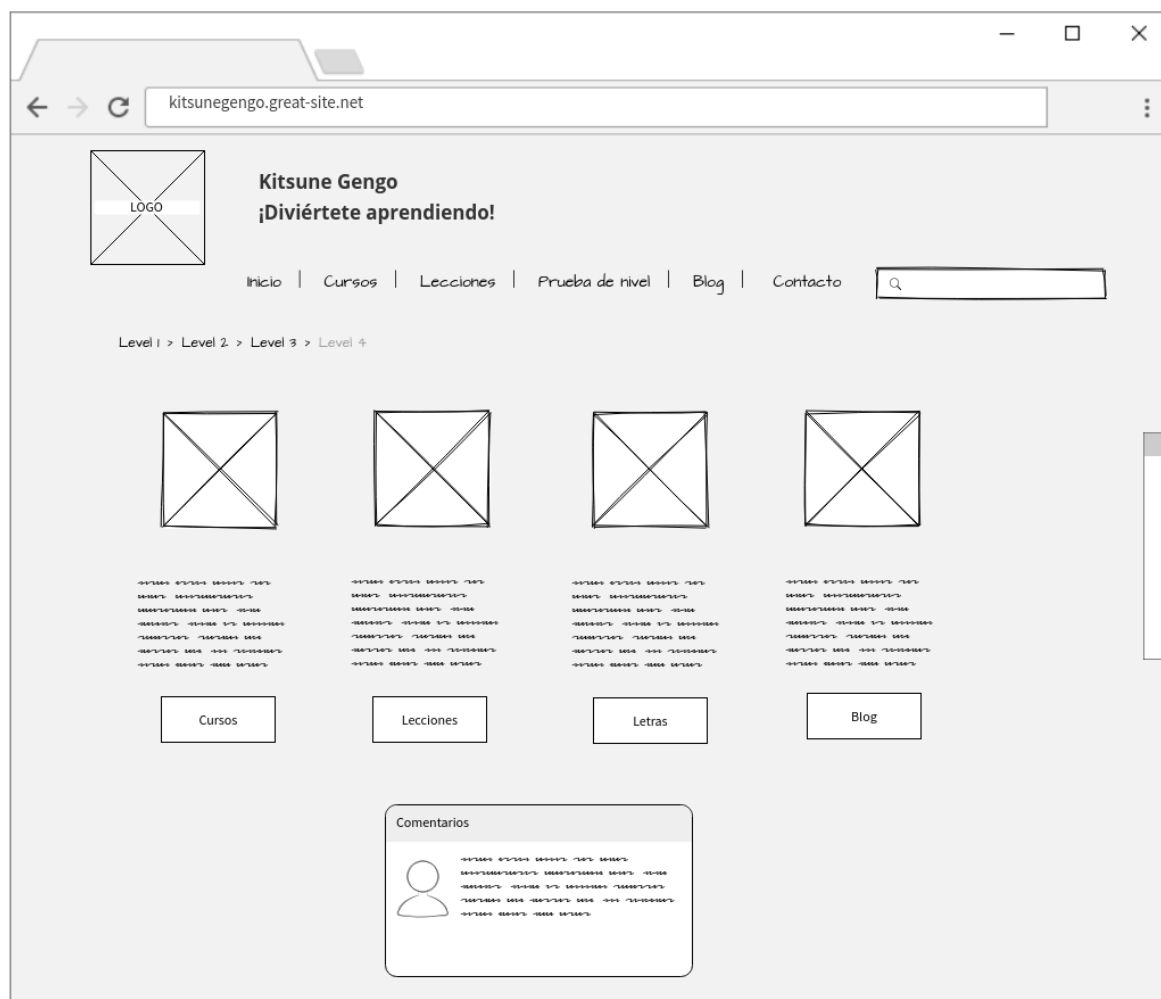 kitsunegengo.great-site.net
LOGO
Kitsune Gengo
¡Diviértete aprendiendo!
Inicio | Cursos | Lecciones | Prueba de nivel | Blog | Contacto
Level 1 > Level 2 > Level 3 > Level 4
Cursos Lecciones Letras Blog
Comentarios